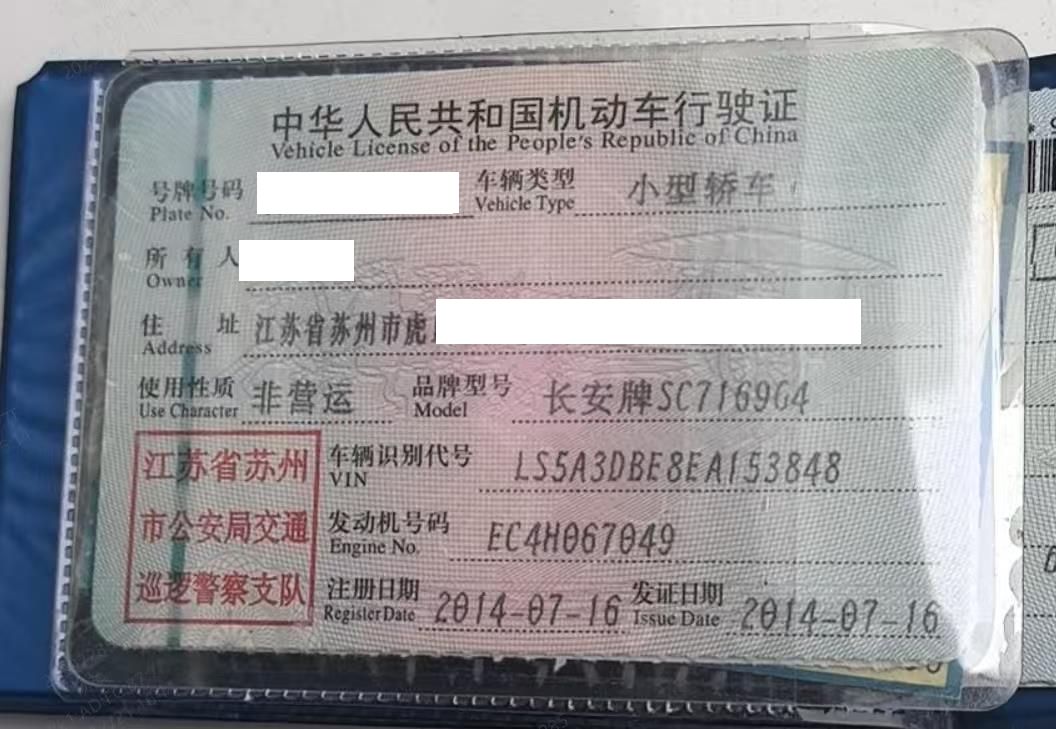 中华人民共和国机动车行驶证
Vehicle License of the People's Republic of China
号牌号码
Plate No.
车辆类型 小型轿车
Vehicle Type
所有人
Owner
住址 江苏省苏州市虎
Address
使用性质 非营运
Use Character
品牌型号 长安牌SC7169G4
Model
江苏省苏州
市公安局交通
巡逻警察支队
车辆识别代号 LS5A3DBE8EA153848
VIN
发动机号码 EC4H067049
Engine No.
注册日期 2014-07-16
Register Date
发证日期 2014-07-16
Issue Date